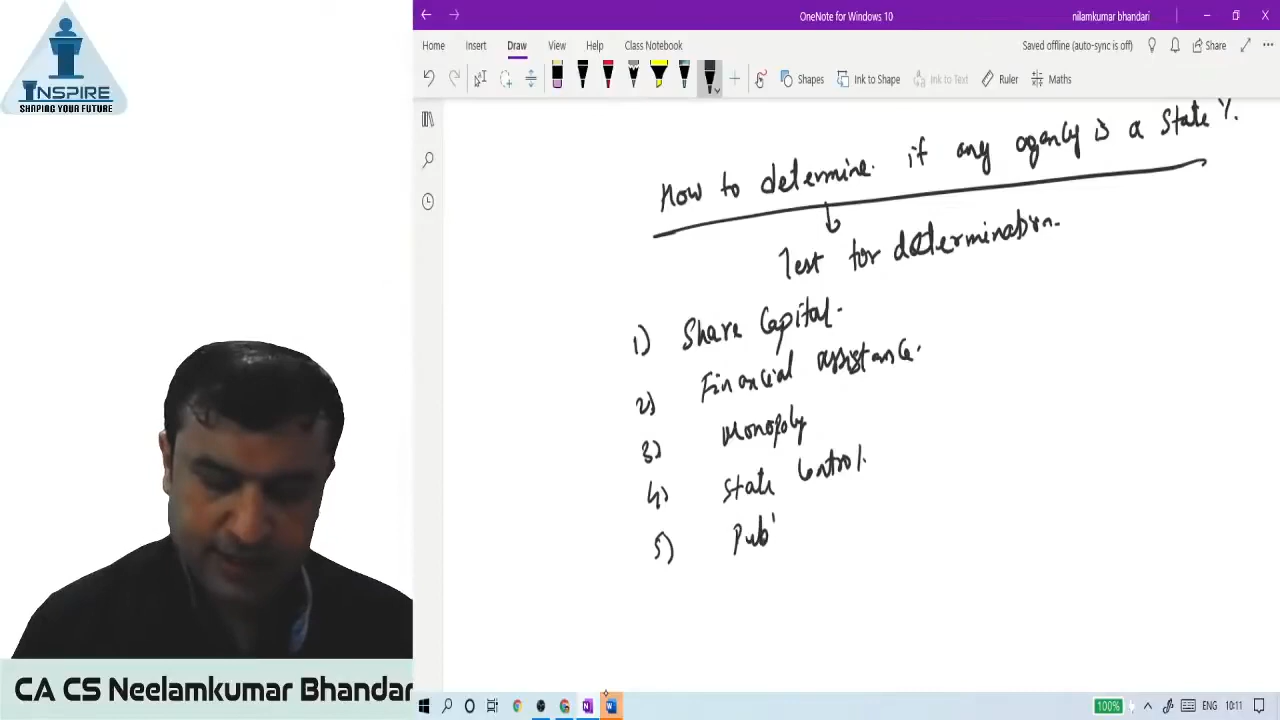 INSPIRE
SHAPING YOUR FUTURE
OneNote for Windows 10
nilamkumar bhandari
Home Insert Draw View Help Class Notebook
Saved offline (auto-sync is off) Share
Shapes Ink to Shape Ink to Text Ruler Maths
How to determine. if any agency is a State
Test for determination.
1) Share Capital.
2) Financial assistance.
3) Monopoly
4) State Control.
5) Pub
CA CS Neelamkumar Bhandar
100% ENG 10:11